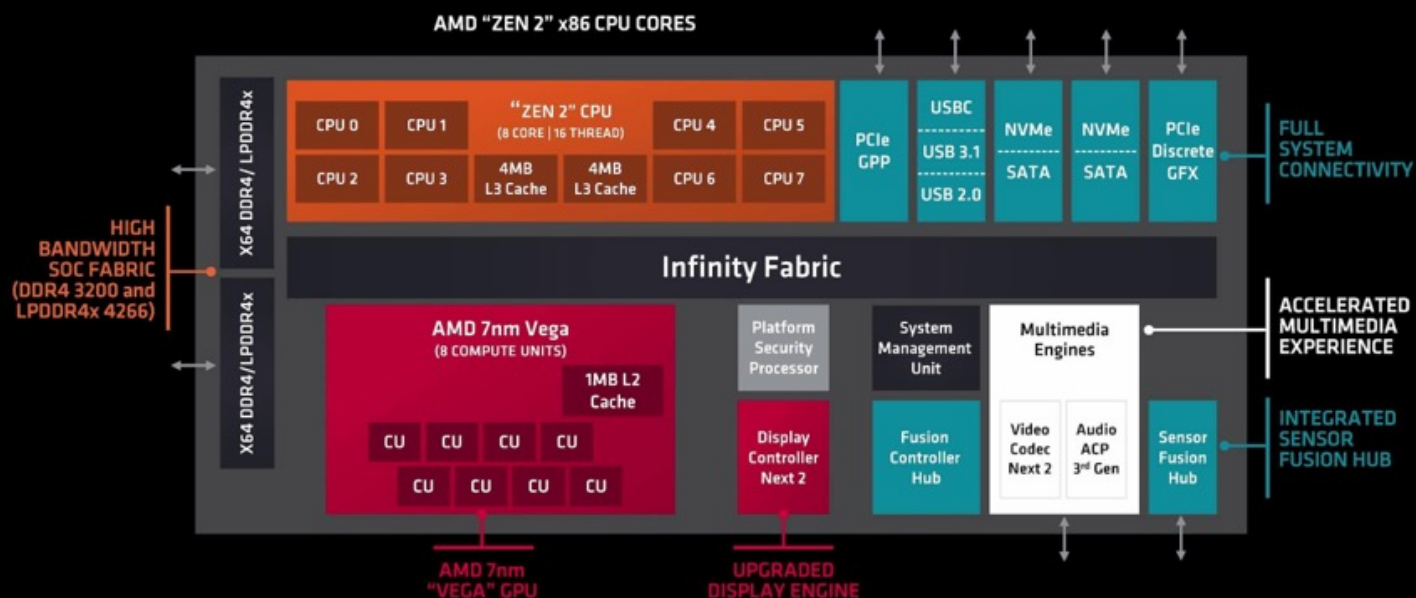 AMD “ZEN 2” x86 CPU CORES
X64 DDR4/ LPDDR4x
X64 DDR4/LPDDR4x
HIGH
BANDWIDTH
SOC FABRIC
(DDR4 3200 and
LPDDR4x 4266)
“ZEN 2” CPU
(8 CORE | 16 THREAD)
CPU 0
CPU 1
CPU 4
CPU 5
CPU 2
CPU 3
4MB
L3 Cache
4MB
L3 Cache
CPU 6
CPU 7
PCIe
GPP
USBC
USB 3.1
USB 2.0
NVMe
SATA
NVMe
SATA
PCIe
Discrete
GFX
FULL
SYSTEM
CONNECTIVITY
Infinity Fabric
AMD 7nm Vega
(8 COMPUTE UNITS)
1MB L2
Cache
CU
CU
CU
CU
CU
CU
CU
CU
Platform
Security
Processor
System
Management
Unit
Multimedia
Engines
ACCELERATED
MULTIMEDIA
EXPERIENCE
Display
Controller
Next 2
Fusion
Controller
Hub
Video
Codec
Next 2
Audio
ACP
3rd Gen
Sensor
Fusion
Hub
INTEGRATED
SENSOR
FUSION HUB
AMD 7nm
“VEGA” GPU
UPGRADED
DISPLAY ENGINE